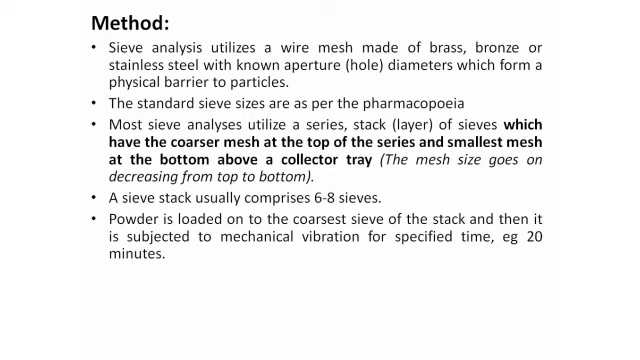 Method:
• Sieve analysis utilizes a wire mesh made of brass, bronze or
stainless steel with known aperture (hole) diameters which form a
physical barrier to particles.
• The standard sieve sizes are as per the pharmacopoeia
• Most sieve analyses utilize a series, stack (layer) of sieves which
have the coarser mesh at the top of the series and smallest mesh
at the bottom above a collector tray (The mesh size goes on
decreasing from top to bottom).
• A sieve stack usually comprises 6-8 sieves.
• Powder is loaded on to the coarsest sieve of the stack and then it
is subjected to mechanical vibration for specified time, eg 20
minutes.